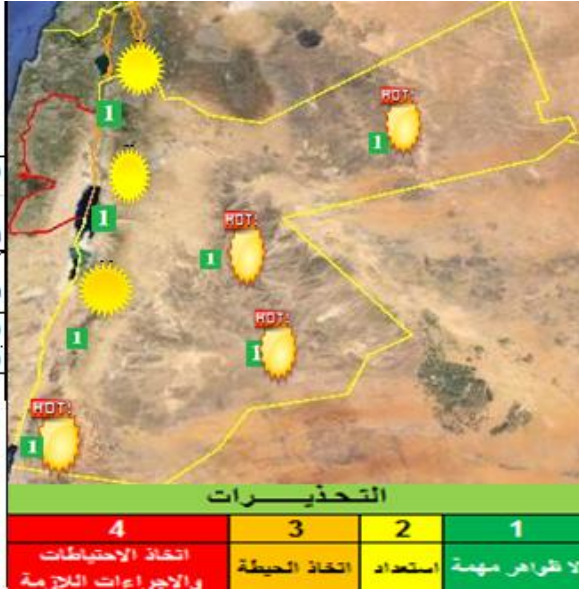 1
HOT!
1
1
HOT!
1
HOT!
1
1
HOT!
1
التحذيـــرات
1 2 3 4
لا ظواهر مهمة
استعداد
اتخاذ الحيطة
اتخاذ الاحتياطات
والاجراءات اللازمة